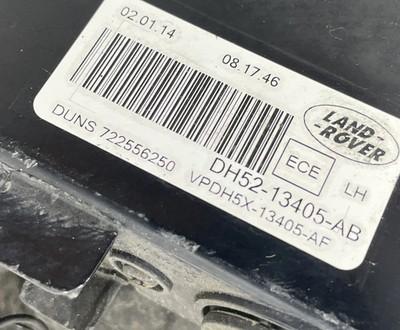 02.01.14
08.17.46
LAND-
-ROVER
DUNS 722556250
DH52-13405-AB
ECE
LH
VPDH5X-13405-AF